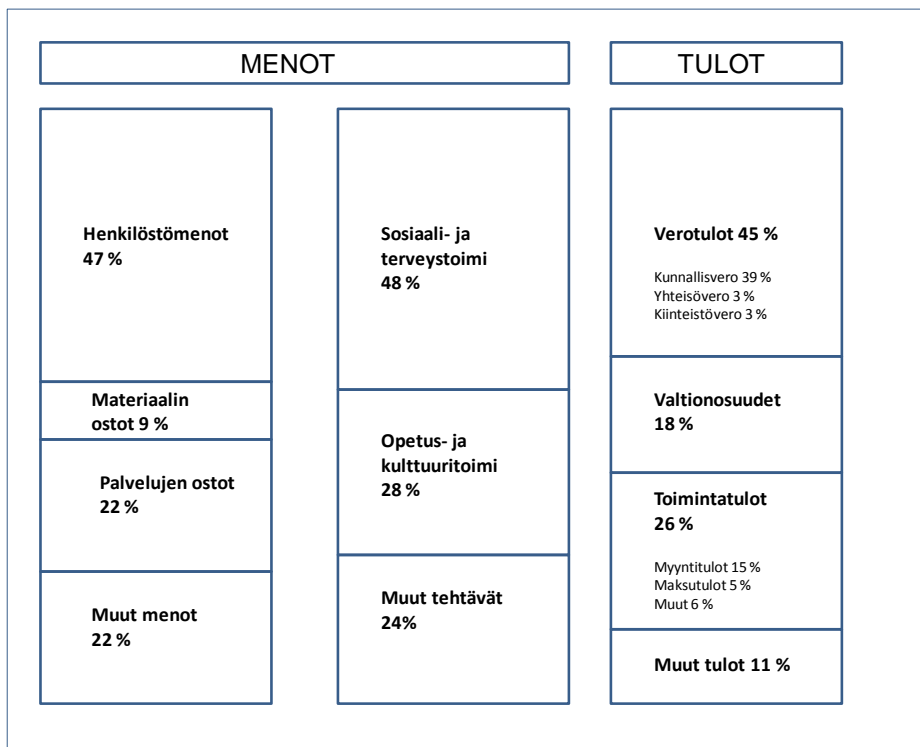 MENOT
TULOT
Henkilöstömenot
47 %
Materiaalin
ostot 9 %
Palvelujen ostot
22 %
Muut menot
22 %
Sosiaali- ja
terveystoimi
48 %
Opetus- ja
kulttuuritoimi
28 %
Muut tehtävät
24%
Verotulot 45 %
Kunnallisvero 39 %
Yhteisövero 3 %
Kiinteistövero 3 %
Valtionosuudet
18 %
Toimintatulot
26 %
Myyntitulot 15 %
Maksutulot 5 %
Muut 6 %
Muut tulot 11 %